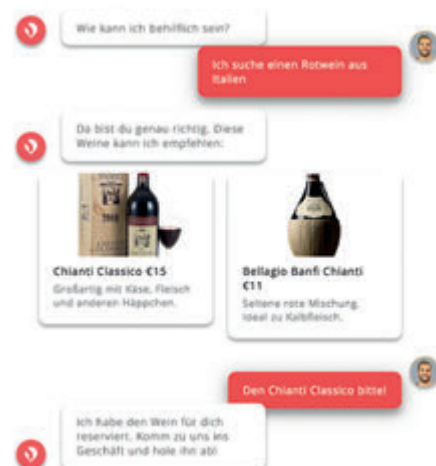 Wie kann ich behilflich sein?
Ich suche einen Rotwein aus
Italien
Da bist du genau richtig. Diese
Weine kann ich empfehlen:
Chianti Classico €15
Großartig mit Käse, Fleisch
und anderen Häppchen.
Bellagio Banfi Chianti
€11
Seltene rote Mischung.
Ideal zu Kalbfleisch.
Den Chianti Classico bitte!
Ich habe den Wein für dich
reserviert. Komm zu uns ins
Geschäft und hole ihn ab!